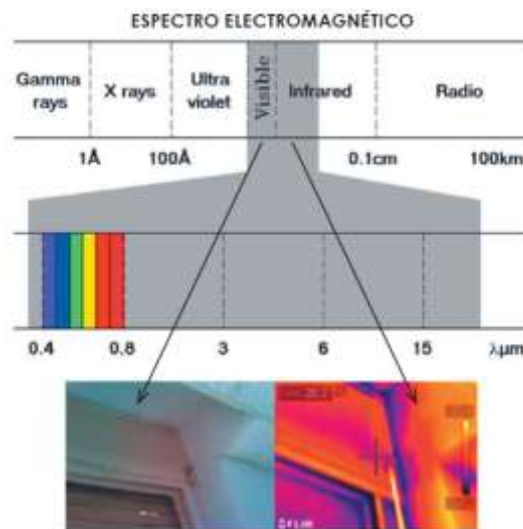 ESPECTRO ELECTROMAGNÉTICO
Gamma rays
X rays
Ultra violet
Visible
Infrared
Radio
1Å
100Å
0.1cm
100km
0.4
0.8
3
6
15
λµm